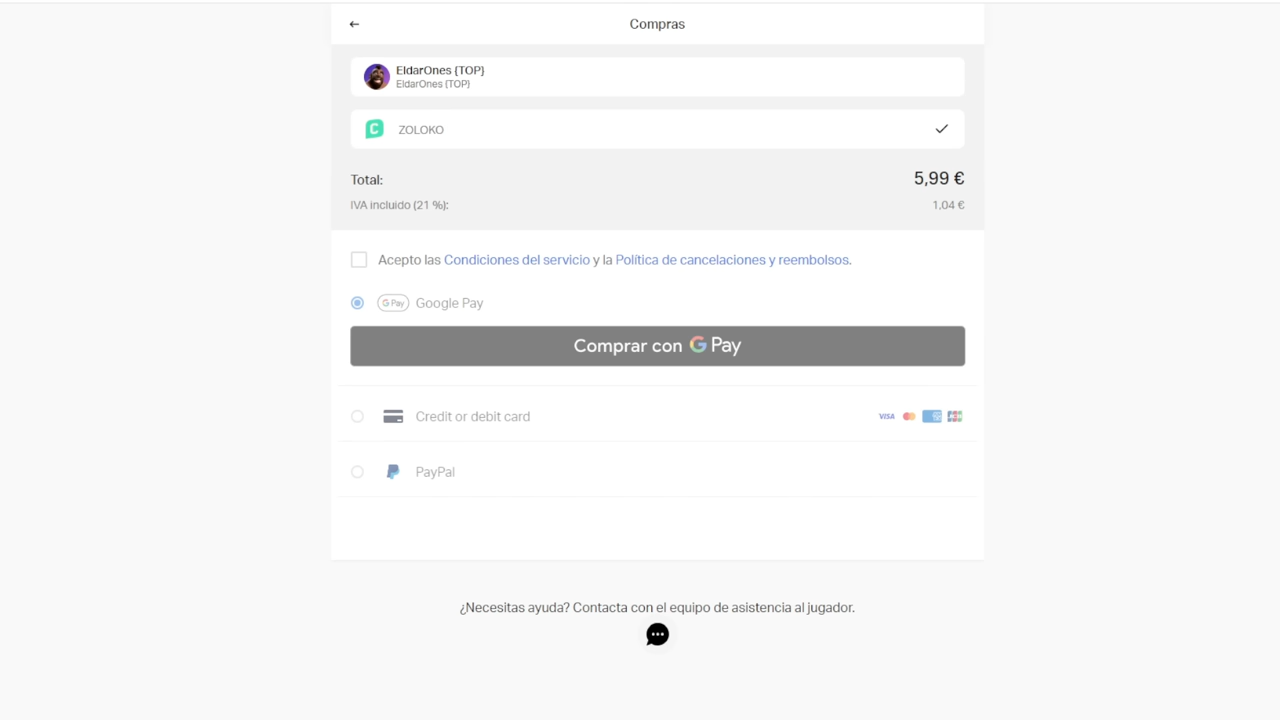 Compras
EldarOnes {TOP}
EldarOnes {TOP}
C ZOLOKO
Total: 5,99 €
IVA incluido (21 %): 1,04 €
Acepto las Condiciones del servicio y la Política de cancelaciones y reembolsos.
G Pay Google Pay
Comprar con G Pay
Credit or debit card VISA
PayPal
¿Necesitas ayuda? Contacta con el equipo de asistencia al jugador.